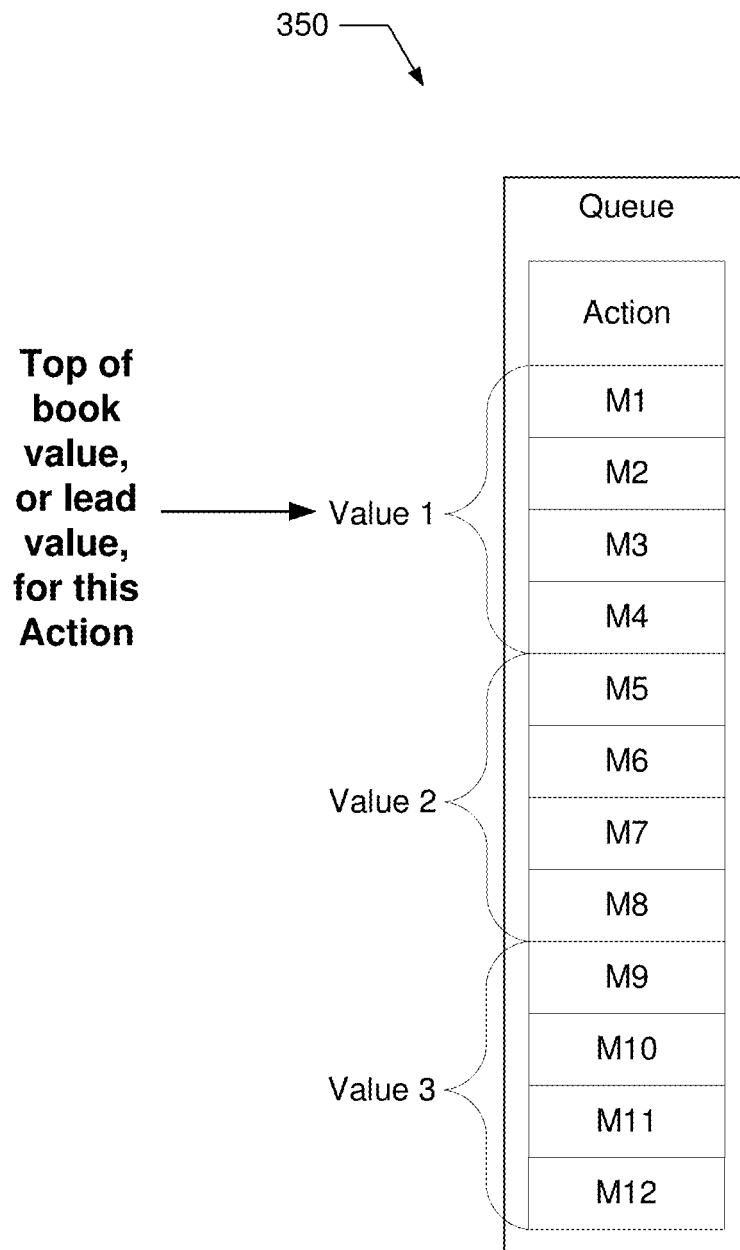 350
Queue
Action
Top of
book
value,
or lead
value,
for this
Action
Value 1
M1
M2
M3
M4
Value 2
M5
M6
M7
M8
Value 3
M9
M10
M11
M12